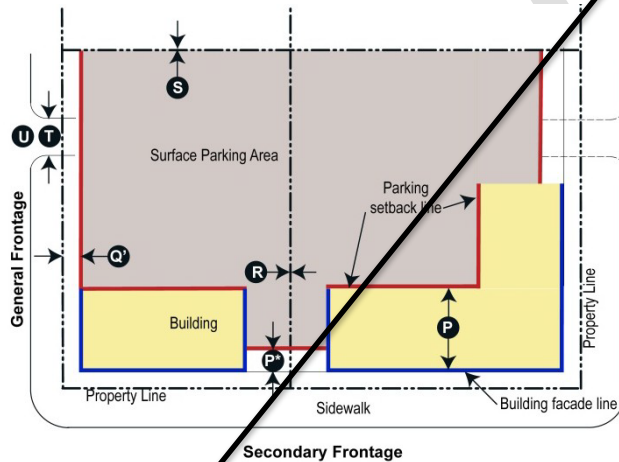 S
U T
Surface Parking Area
Parking
setback line
General Frontage
Q'
R
Building
P
P*
Property Line
Property Line
Sidewalk
Building facade line
Secondary Frontage